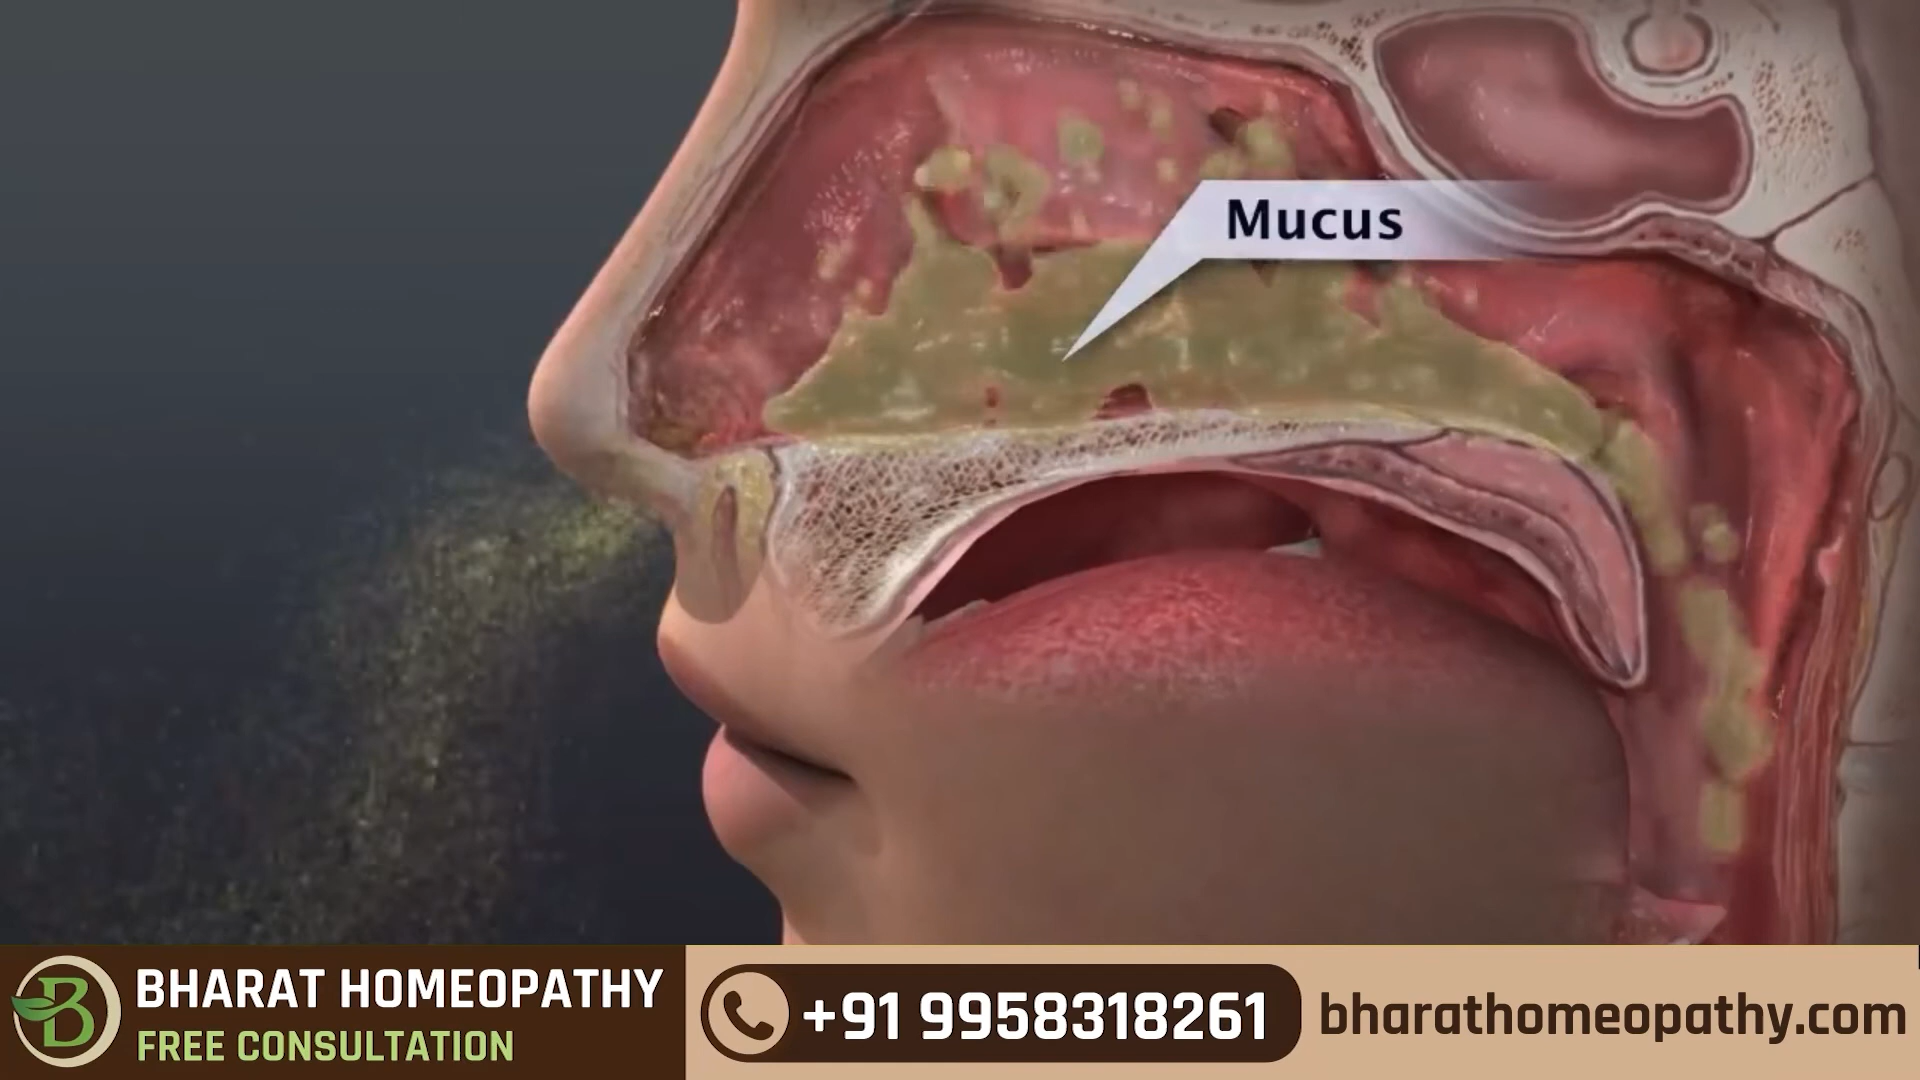 Mucus
B
BHARAT HOMEOPATHY
FREE CONSULTATION
+91 9958318261
bharathomeopathy.com